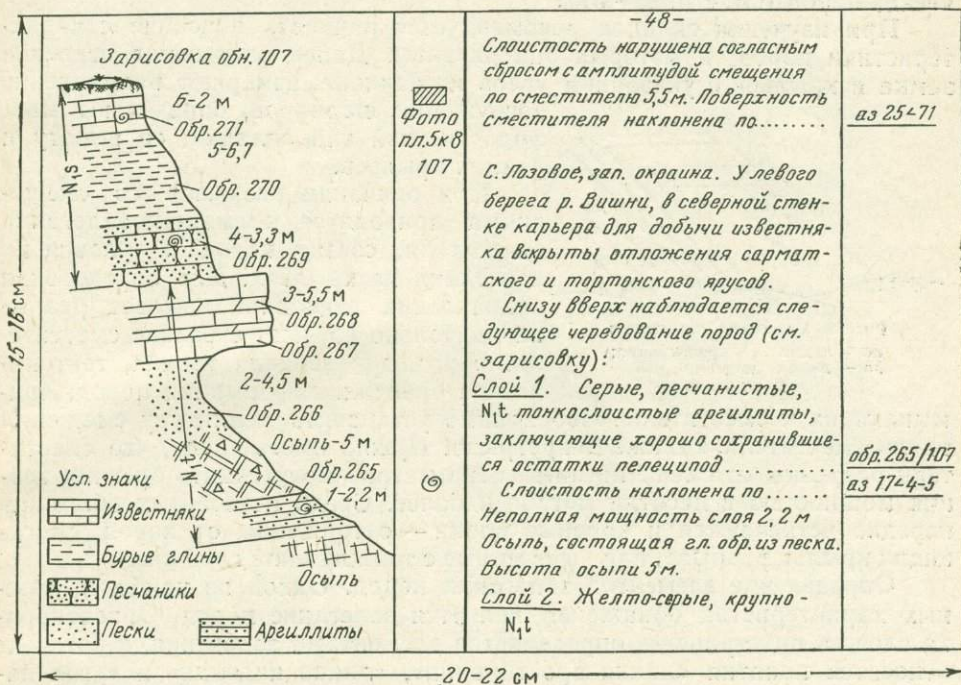 Зарисовка обн. 107
6-2 м
Обр. 271
5-6,7
Обр. 270
4-3,3 м
Обр. 269
3-5,5 м
Обр. 268
Обр. 267
2-4,5 м
Обр. 266
Осыпь-5 м
Обр. 265
1-2,2 м
Осыпь
N₁s
N₁t
Усл. знаки
Известняки
Бурые глины
Песчаники
Пески
Аргиллиты
Фото
пл.5к8
107
-48-
Слоистость нарушена согласным
сбросом с амплитудой смещения
по сместителю 5,5 м. Поверхность
сместителя наклонена по........
аз 25∠71
С. Лозовое, зап. окраина. У левого
берега р. Вишни, в северной стен-
ке карьера для добычи известня-
ка вскрыты отложения сармат-
ского и тортонского ярусов.
Снизу вверх наблюдается сле-
дующее чередование пород (см.
зарисовку):
Слой 1. Серые, песчанистые,
N₁t тонкослоистые аргиллиты,
заключающие хорошо сохранившие-
ся остатки пелеципод............
обр. 265/107
Слоистость наклонена по......
аз 17∠4-5
Неполная мощность слоя 2,2 м
Осыпь, состоящая гл. обр. из песка.
Высота осыпи 5м.
Слой 2. Желто-серые, крупно-
N₁t
15-16 см
20-22 см